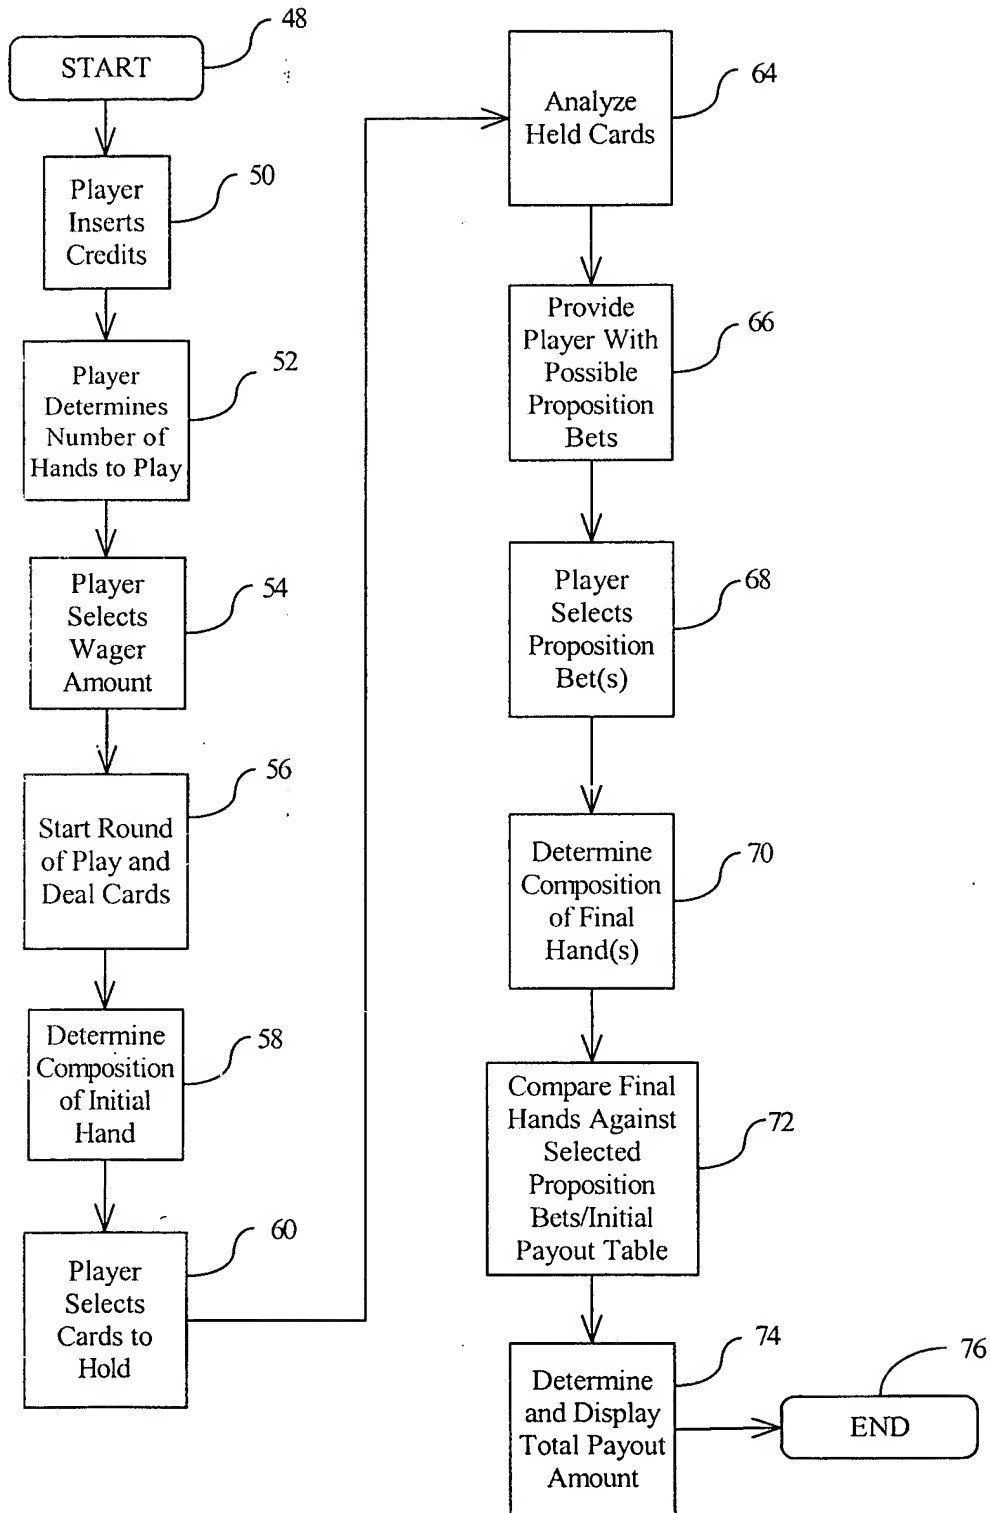 48
START
50
Player
Inserts
Credits
52
Player
Determines
Number of
Hands to Play
54
Player
Selects
Wager
Amount
56
Start Round
of Play and
Deal Cards
58
Determine
Composition
of Initial
Hand
60
Player
Selects
Cards to
Hold
64
Analyze
Held Cards
66
Provide
Player With
Possible
Proposition
Bets
68
Player
Selects
Proposition
Bet(s)
70
Determine
Composition
of Final
Hand(s)
72
Compare Final
Hands Against
Selected
Proposition
Bets/Initial
Payout Table
74
Determine
and Display
Total Payout
Amount
76
END